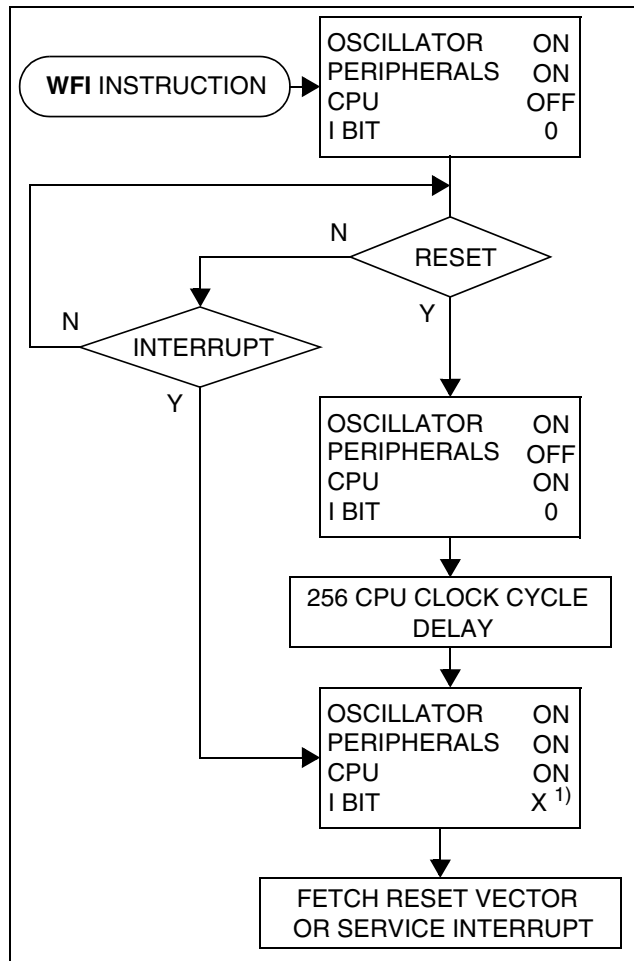 WFI INSTRUCTION
OSCILLATOR ON
PERIPHERALS ON
CPU OFF
I BIT 0
N
RESET
Y
N
INTERRUPT
Y
OSCILLATOR ON
PERIPHERALS OFF
CPU ON
I BIT 0
256 CPU CLOCK CYCLE
DELAY
OSCILLATOR ON
PERIPHERALS ON
CPU ON
I BIT X 1)
FETCH RESET VECTOR
OR SERVICE INTERRUPT